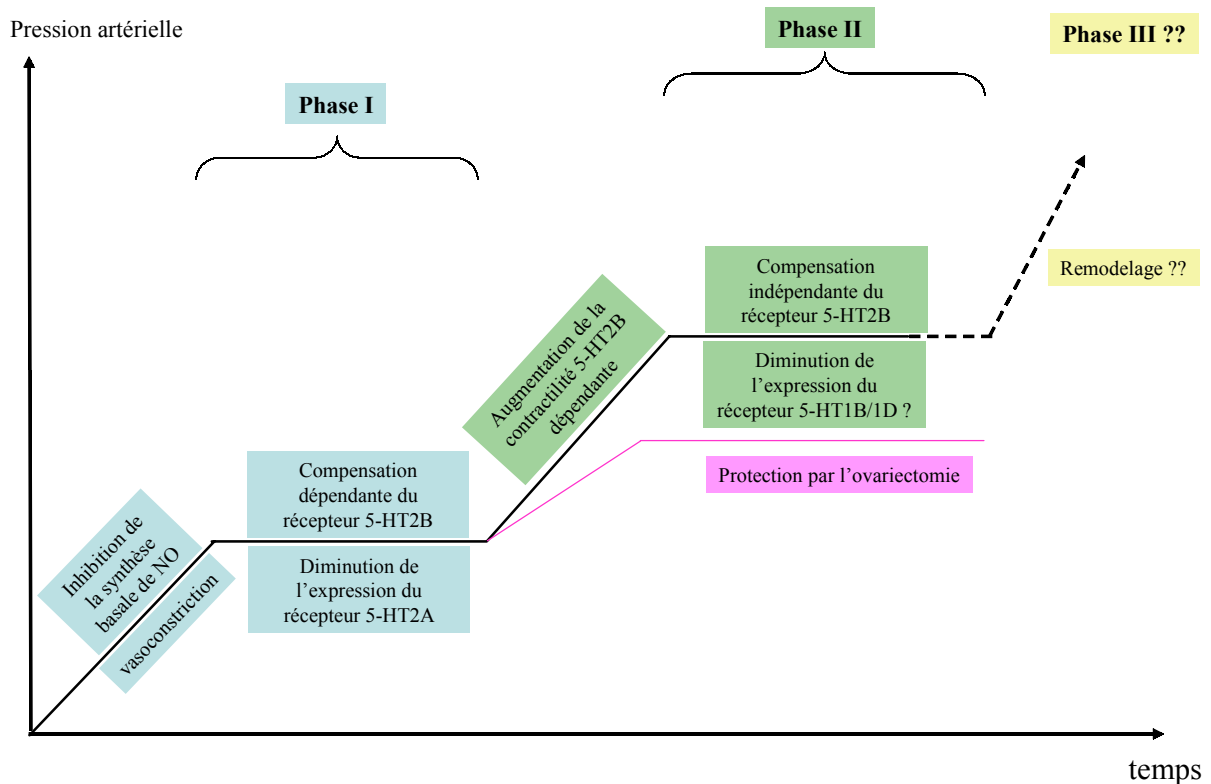 Pression artérielle
Phase I
Phase II
Phase III ??
Inhibition de
la synthèse
basale de NO
vasoconstriction
Compensation
dépendante du
récepteur 5-HT2B
Diminution de
l’expression du
récepteur 5-HT2A
Augmentation de la
contractilité 5-HT2B
dépendante
Compensation
indépendante du
récepteur 5-HT2B
Diminution de
l’expression du
récepteur 5-HT1B/1D ?
Protection par l’ovariectomie
Remodelage ??
temps